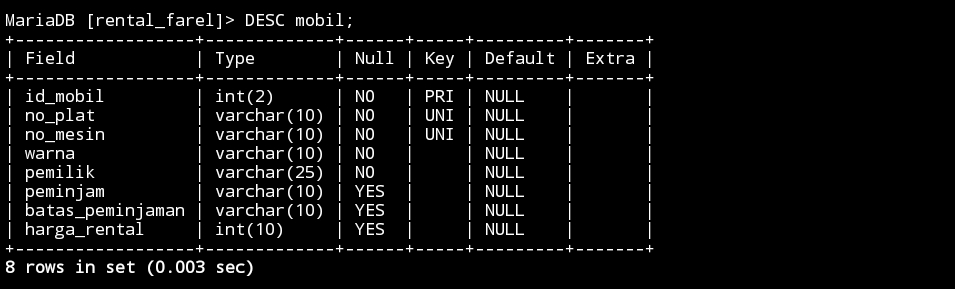 MariaDB [rental_farel]> DESC mobil;
+------------------+-------------+------+-----+---------+-------+
| Field            | Type        | Null | Key | Default | Extra |
+------------------+-------------+------+-----+---------+-------+
| id_mobil         | int(2)      | NO   | PRI | NULL    |       |
| no_plat          | varchar(10) | NO   | UNI | NULL    |       |
| no_mesin         | varchar(10) | NO   | UNI | NULL    |       |
| warna            | varchar(10) | NO   |     | NULL    |       |
| pemilik          | varchar(25) | NO   |     | NULL    |       |
| peminjam         | varchar(10) | YES  |     | NULL    |       |
| batas_peminjaman | varchar(10) | YES  |     | NULL    |       |
| harga_rental     | int(10)     | YES  |     | NULL    |       |
+------------------+-------------+------+-----+---------+-------+
8 rows in set (0.003 sec)